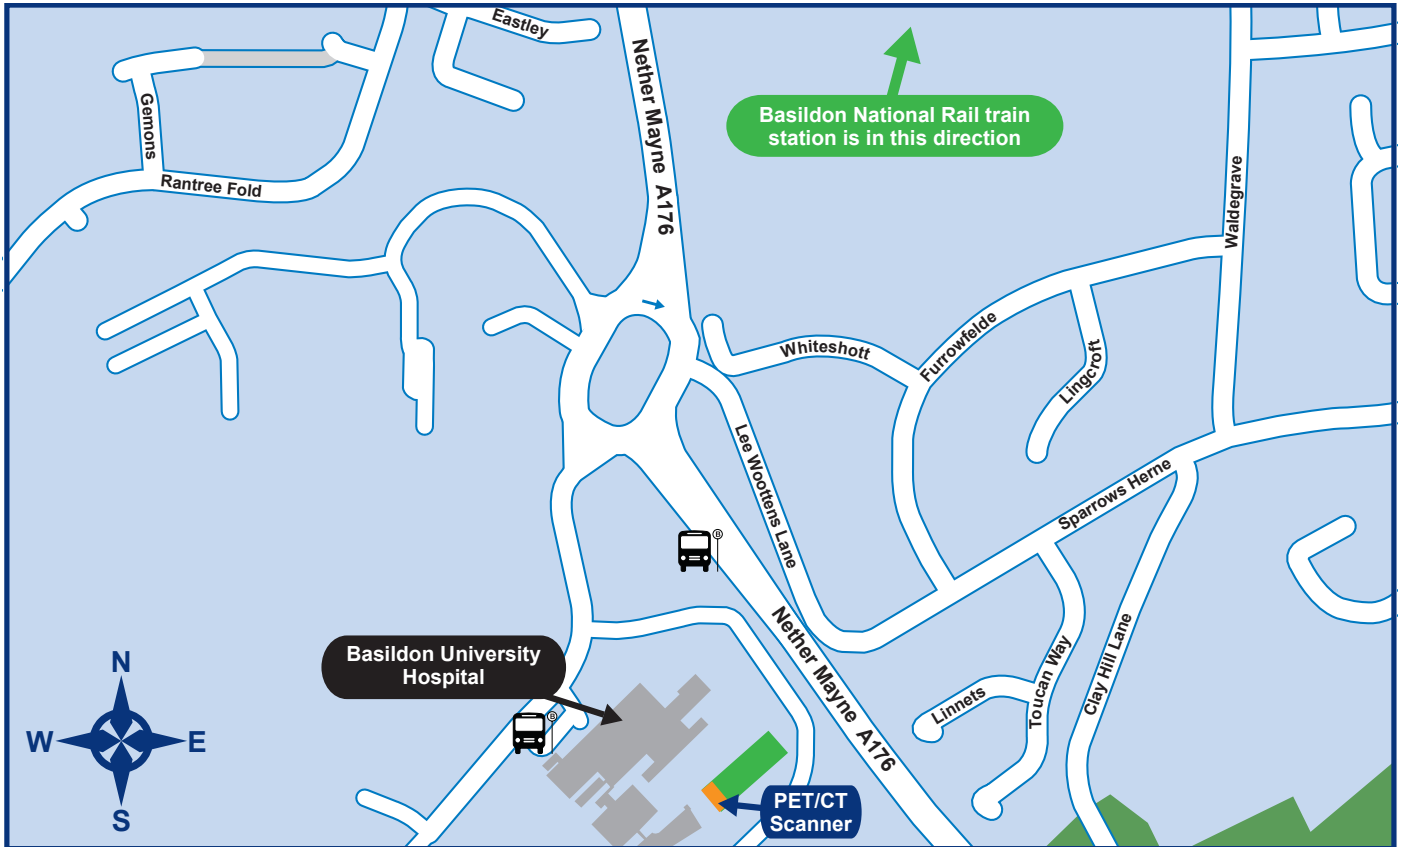 Eastley
Nether Mayne A176
Basildon National Rail train
station is in this direction
Gemons
Rantree Fold
Waldegrave
Whiteshott
Furrowfelde
Lingcroft
Lee Woottens Lane
Sparrows Herne
B
Nether Mayne A176
Basildon University
Hospital
B
Linnets
Toucan Way
Clay Hill Lane
N
W
E
S
PET/CT
Scanner